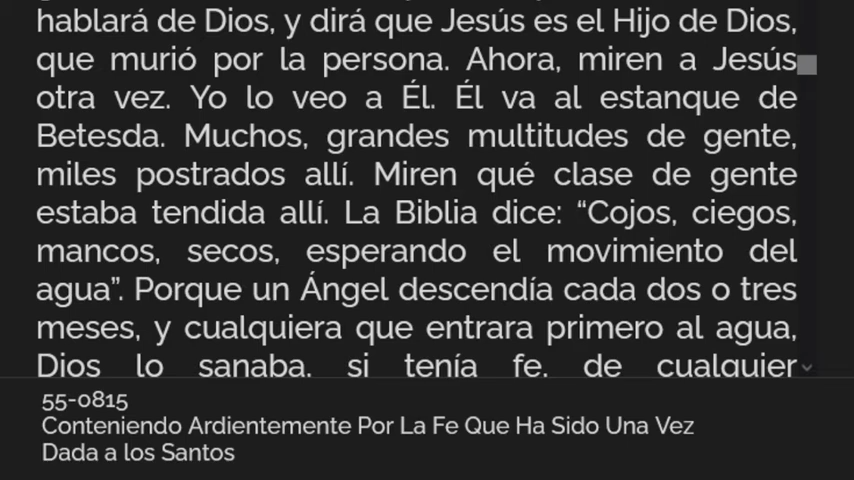 hablará de Dios, y dirá que Jesús es el Hijo de Dios,
que murió por la persona. Ahora, miren a Jesús
otra vez. Yo lo veo a Él. Él va al estanque de
Betesda. Muchos, grandes multitudes de gente,
miles postrados allí. Miren qué clase de gente
estaba tendida allí. La Biblia dice: “Cojos, ciegos,
mancos, secos, esperando el movimiento del
agua”. Porque un Ángel descendía cada dos o tres
meses, y cualquiera que entrara primero al agua,
Dios lo sanaba, si tenía fe, de cualquier
55-0815
Conteniendo Ardientemente Por La Fe Que Ha Sido Una Vez
Dada a los Santos